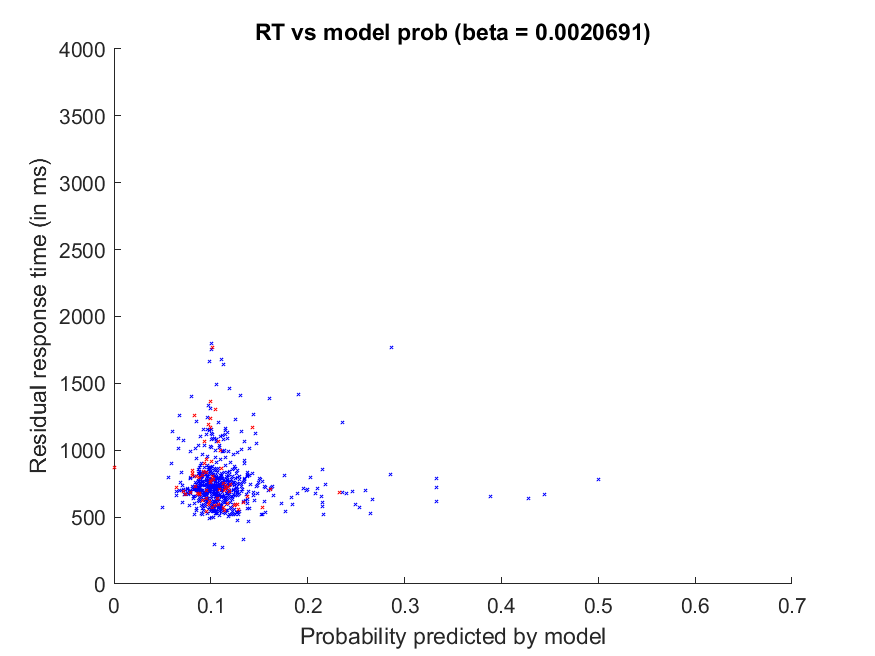 RT vs model prob (beta = 0.0020691)
4000
3500
3000
2500
2000
1500
1000
500
0
Residual response time (in ms)
0 0.1 0.2 0.3 0.4 0.5 0.6 0.7
Probability predicted by model